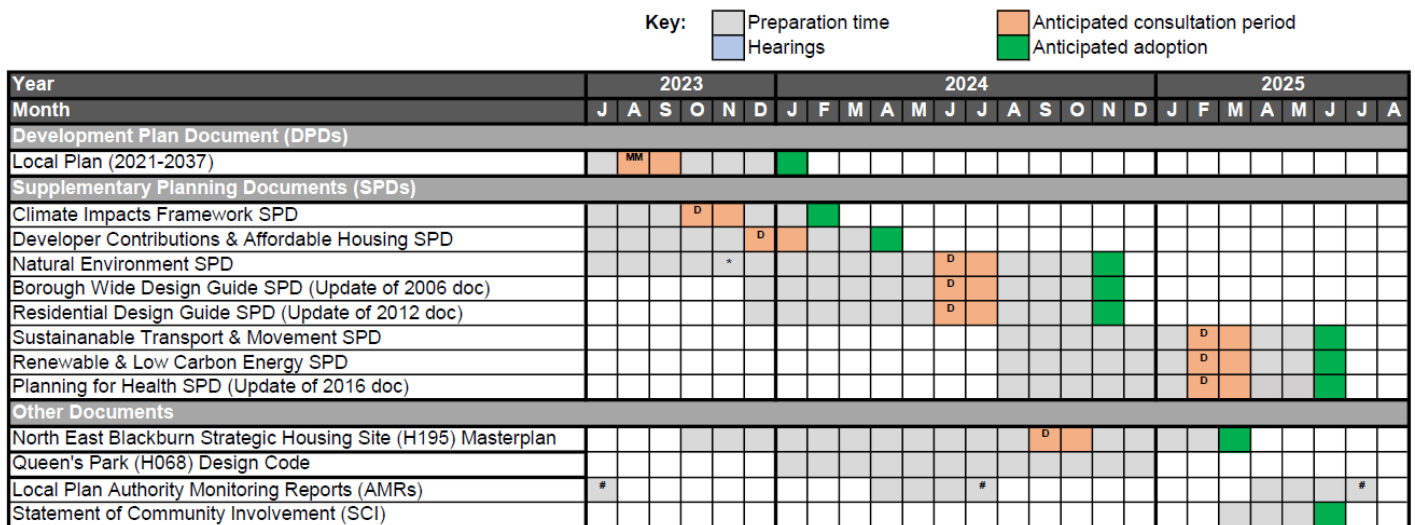 Key: Preparation time Anticipated consultation period
Hearings Anticipated adoption
Year 2023 2024 2025
Month J A S O N D J F M A M J J A S O N D J F M A M J J A
Development Plan Document (DPDs)
Local Plan (2021-2037) MM
Supplementary Planning Documents (SPDs)
Climate Impacts Framework SPD D
Developer Contributions & Affordable Housing SPD D
Natural Environment SPD * D
Borough Wide Design Guide SPD (Update of 2006 doc) D
Residential Design Guide SPD (Update of 2012 doc) D
Sustainanable Transport & Movement SPD D
Renewable & Low Carbon Energy SPD D
Planning for Health SPD (Update of 2016 doc) D
Other Documents
North East Blackburn Strategic Housing Site (H195) Masterplan D
Queen's Park (H068) Design Code
Local Plan Authority Monitoring Reports (AMRs) # # #
Statement of Community Involvement (SCI)